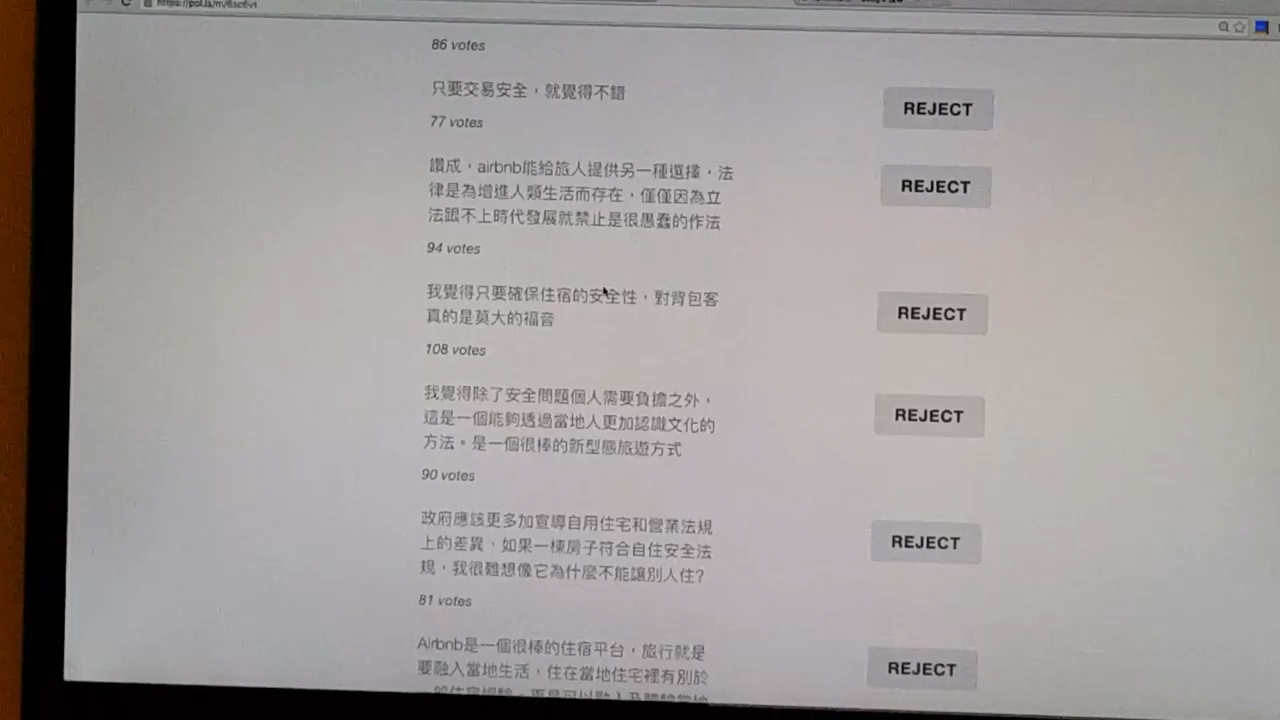 86 votes
只要交易安全，就覺得不錯
REJECT
77 votes
讚成，airbnb能給旅人提供另一種選擇，法
律是為增進人類生活而存在，僅僅因為立
法跟不上時代發展就禁止是很愚蠢的作法
REJECT
94 votes
我覺得只要確保住宿的安全性，對背包客
真的是莫大的福音
REJECT
108 votes
我覺得除了安全問題個人需要負擔之外，
這是一個能夠透過當地人更加認識文化的
方法。是一個很棒的新型態旅遊方式
REJECT
90 votes
政府應該更多加宣導自用住宅和營業法規
上的差異、如果一棟房子符合自住安全法
規，我很難想像它為什麼不能讓別人住?
REJECT
81 votes
Airbnb是一個很棒的住宿平台，旅行就是
要融入當地生活，住在當地住宅裡有別於
REJECT